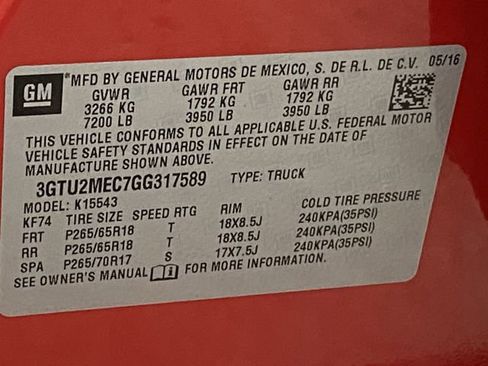 GM
*MFD BY GENERAL MOTORS DE MEXICO, S. DE R.L. DE C.V. 05/16
GVWR GAWR FRT GAWR RR
3266 KG 1792 KG 1792 KG
7200 LB 3950 LB 3950 LB
THIS VEHICLE CONFORMS TO ALL APPLICABLE U.S. FEDERAL MOTOR
VEHICLE SAFETY STANDARDS IN EFFECT ON THE DATE OF
MANUFACTURE SHOWN ABOVE.
3GTU2MEC7GG317589 TYPE: TRUCK
MODEL: K15543
KF74 TIRE SIZE SPEED RTG RIM COLD TIRE PRESSURE
FRT P265/65R18 T 18X8.5J 240KPA(35PSI)
RR P265/65R18 T 18X8.5J 240KPA(35PSI)
SPA P265/70R17 S 17X7.5J 240KPA(35PSI)
SEE OWNER'S MANUAL FOR MORE INFORMATION.